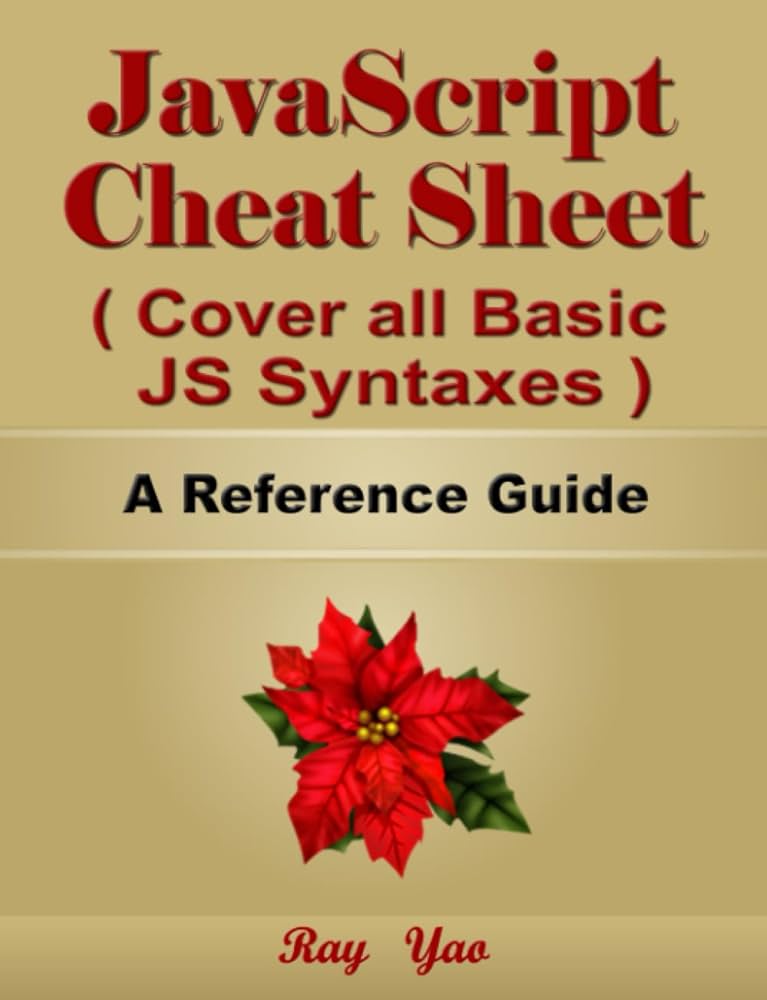 JavaScript
Cheat Sheet
( Cover all Basic
JS Syntaxes )
A Reference Guide
Ray Yao